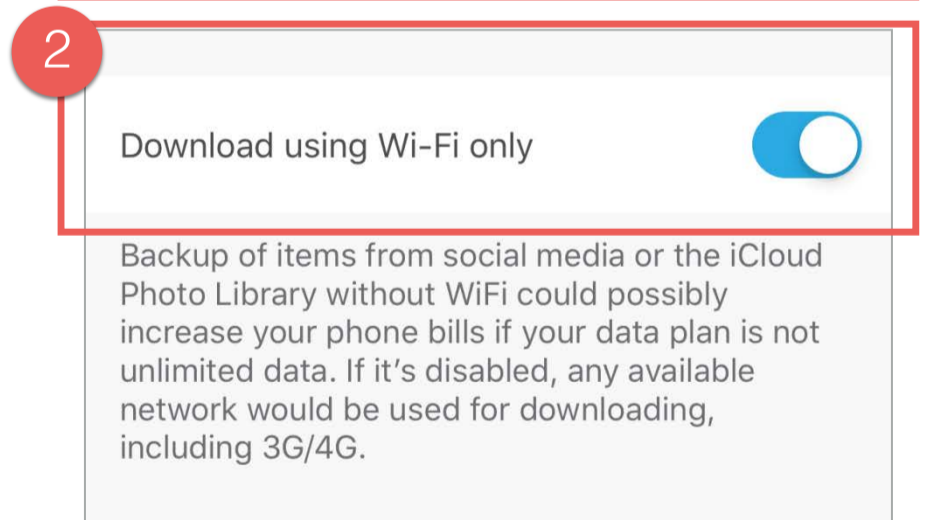 2
Download using Wi-Fi only
Backup of items from social media or the iCloud
Photo Library without WiFi could possibly
increase your phone bills if your data plan is not
unlimited data. If it's disabled, any available
network would be used for downloading,
including 3G/4G.